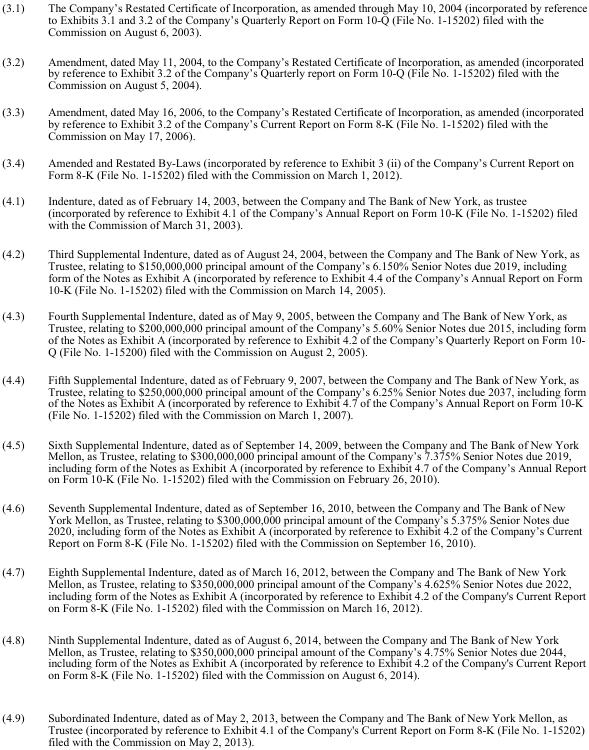 (3.1) The Company's Restated Certificate of Incorporation, as amended through May 10, 2004 (incorporated by reference
to Exhibits 3.1 and 3.2 of the Company's Quarterly Report on Form 10-Q (File No. 1-15202) filed with the
Commission on August 6, 2003).
(3.2) Amendment, dated May 11, 2004, to the Company's Restated Certificate of Incorporation, as amended (incorporated
by reference to Exhibit 3.2 of the Company's Quarterly report on Form 10-Q (File No. 1-15202) filed with the
Commission on August 5, 2004).
(3.3) Amendment, dated May 16, 2006, to the Company's Restated Certificate of Incorporation, as amended (incorporated
by reference to Exhibit 3.2 of the Company's Current Report on Form 8-K (File No. 1-15202) filed with the
Commission on May 17, 2006).
(3.4) Amended and Restated By-Laws (incorporated by reference to Exhibit 3 (ii) of the Company's Current Report on
Form 8-K (File No. 1-15202) filed with the Commission on March 1, 2012).
(4.1) Indenture, dated as of February 14, 2003, between the Company and The Bank of New York, as trustee
(incorporated by reference to Exhibit 4.1 of the Company's Annual Report on Form 10-K (File No. 1-15202) filed
with the Commission of March 31, 2003).
(4.2) Third Supplemental Indenture, dated as of August 24, 2004, between the Company and The Bank of New York, as
Trustee, relating to $150,000,000 principal amount of the Company's 6.150% Senior Notes due 2019, including
form of the Notes as Exhibit A (incorporated by reference to Exhibit 4.4 of the Company's Annual Report on Form
10-K (File No. 1-15202) filed with the Commission on March 14, 2005).
(4.3) Fourth Supplemental Indenture, dated as of May 9, 2005, between the Company and The Bank of New York, as
Trustee, relating to $200,000,000 principal amount of the Company's 5.60% Senior Notes due 2015, including form
of the Notes as Exhibit A (incorporated by reference to Exhibit 4.2 of the Company's Quarterly Report on Form 10-
Q (File No. 1-15200) filed with the Commission on August 2, 2005).
(4.4) Fifth Supplemental Indenture, dated as of February 9, 2007, between the Company and The Bank of New York, as
Trustee, relating to $250,000,000 principal amount of the Company's 6.25% Senior Notes due 2037, including form
of the Notes as Exhibit A (incorporated by reference to Exhibit 4.7 of the Company's Annual Report on Form 10-K
(File No. 1-15202) filed with the Commission on March 1, 2007).
(4.5) Sixth Supplemental Indenture, dated as of September 14, 2009, between the Company and The Bank of New York
Mellon, as Trustee, relating to $300,000,000 principal amount of the Company's 7.375% Senior Notes due 2019,
including form of the Notes as Exhibit A (incorporated by reference to Exhibit 4.7 of the Company's Annual Report
on Form 10-K (File No. 1-15202) filed with the Commission on February 26, 2010).
(4.6) Seventh Supplemental Indenture, dated as of September 16, 2010, between the Company and The Bank of New
York Mellon, as Trustee, relating to $300,000,000 principal amount of the Company's 5.375% Senior Notes due
2020, including form of the Notes as Exhibit A (incorporated by reference to Exhibit 4.2 of the Company's Current
Report on Form 8-K (File No. 1-15202) filed with the Commission on September 16, 2010).
(4.7) Eighth Supplemental Indenture, dated as of March 16, 2012, between the Company and The Bank of New York
Mellon, as Trustee, relating to $350,000,000 principal amount of the Company's 4.625% Senior Notes due 2022,
including form of the Notes as Exhibit A (incorporated by reference to Exhibit 4.2 of the Company's Current Report
on Form 8-K (File No. 1-15202) filed with the Commission on March 16, 2012).
(4.8) Ninth Supplemental Indenture, dated as of August 6, 2014, between the Company and The Bank of New York
Mellon, as Trustee, relating to $350,000,000 principal amount of the Company's 4.75% Senior Notes due 2044,
including form of the Notes as Exhibit A (incorporated by reference to Exhibit 4.2 of the Company's Current Report
on Form 8-K (File No. 1-15202) filed with the Commission on August 6, 2014).
(4.9) Subordinated Indenture, dated as of May 2, 2013, between the Company and The Bank of New York Mellon, as
Trustee (incorporated by reference to Exhibit 4.1 of the Company's Current Report on Form 8-K (File No. 1-15202)
filed with the Commission on May 2, 2013).